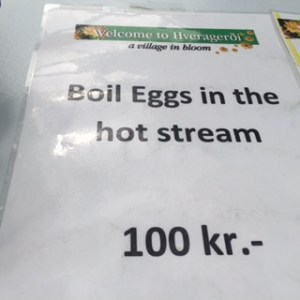 Welcome to Hveragerði
a village in bloom
Boil Eggs in the
hot stream
100 kr.-